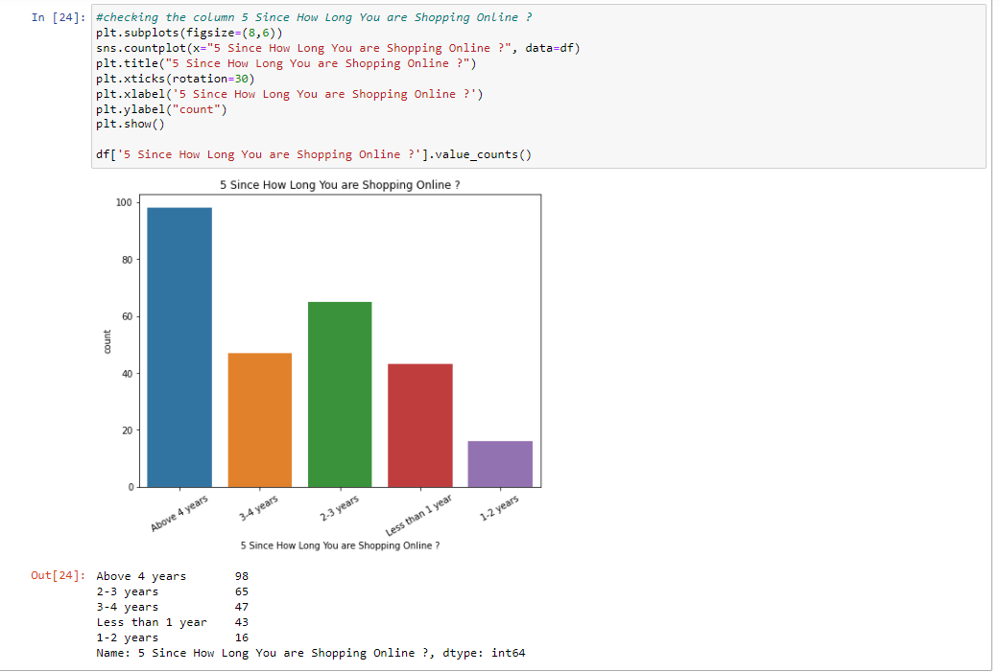 In [24]: #checking the column 5 Since How Long You are Shopping Online ?
plt.subplots(figsize=(8,6))
sns.countplot(x="5 Since How Long You are Shopping Online ?", data=df)
plt.title("5 Since How Long You are Shopping Online ?")
plt.xticks(rotation=30)
plt.xlabel('5 Since How Long You are Shopping Online ?')
plt.ylabel("count")
plt.show()
df['5 Since How Long You are Shopping Online ?'].value_counts()
5 Since How Long You are Shopping Online ?
100
80
60
40
20
0
count
Above 4 years
3-4 years
2-3 years
Less than 1 year
1-2 years
5 Since How Long You are Shopping Online ?
Out[24]: Above 4 years 98
2-3 years 65
3-4 years 47
Less than 1 year 43
1-2 years 16
Name: 5 Since How Long You are Shopping Online ?, dtype: int64